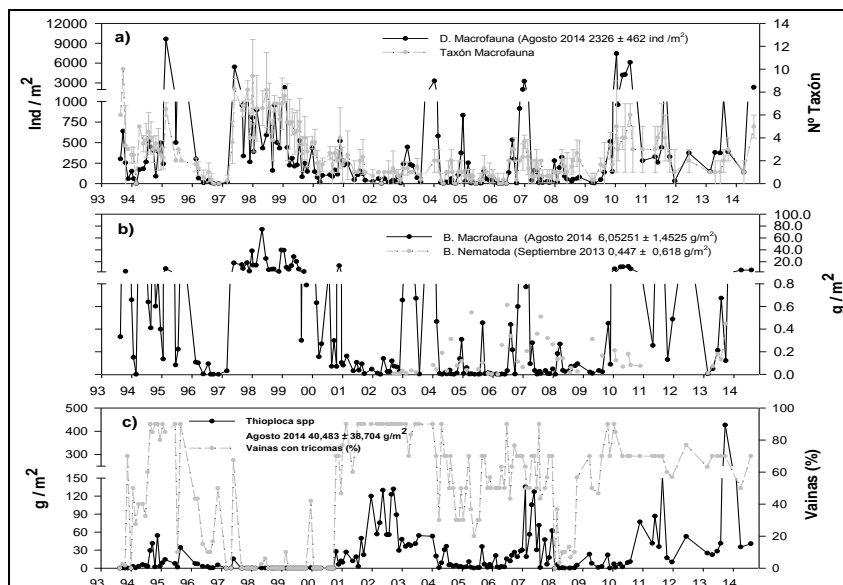 a)
D. Macrofauna (Agosto 2014 2326 ± 462 ind /m²)
Taxón Macrofauna
Ind / m²
12000
9000
6000
3000
1000
750
500
250
0
14
12
10
8
6
4
2
0
Nº Taxón
93 94 95 96 97 98 99 00 01 02 03 04 05 06 07 08 09 10 11 12 13 14
b)
B. Macrofauna (Agosto 2014 6,05251 ± 1,4525 g/m²)
B. Nematoda (Septiembre 2013 0,447 ± 0,618 g/m²)
100.0
80.0
60.0
40.0
20.0
0.8
0.6
0.4
0.2
0.0
g / m²
93 94 95 96 97 98 99 00 01 02 03 04 05 06 07 08 09 10 11 12 13 14
c)
Thioploca spp
Agosto 2014 40,483 ± 38,704 g/m²
Vainas con tricomas (%)
g / m²
500
400
300
150
120
90
60
30
0
100
80
60
40
20
0
Vainas (%)
93 94 95 96 97 98 99 00 01 02 03 04 05 06 07 08 09 10 11 12 13 14